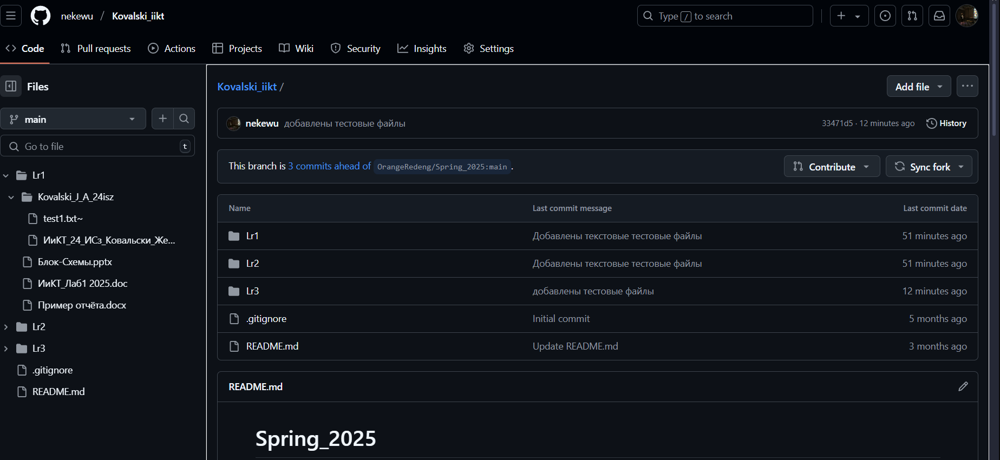 nekewu / Kovalski_iikt
Type / to search
Code Pull requests Actions Projects Wiki Security Insights Settings
Files
main
Go to file t
Lr1
Kovalski_J_A_24isz
test1.txt~
ИиКТ_24_ИСз_Ковальски_Же...
Блок-Схемы.pptx
ИиКТ_Лаб1 2025.doc
Пример отчёта.docx
Lr2
Lr3
.gitignore
README.md
Kovalski_iikt /
Add file
nekewu добавлены тестовые файлы
33471d5 · 12 minutes ago History
This branch is 3 commits ahead of OrangeRedeng/Spring_2025:main .
Contribute Sync fork
Name Last commit message Last commit date
Lr1 Добавлены текстовые тестовые файлы 51 minutes ago
Lr2 Добавлены текстовые тестовые файлы 51 minutes ago
Lr3 добавлены тестовые файлы 12 minutes ago
.gitignore Initial commit 5 months ago
README.md Update README.md 3 months ago
README.md
Spring_2025